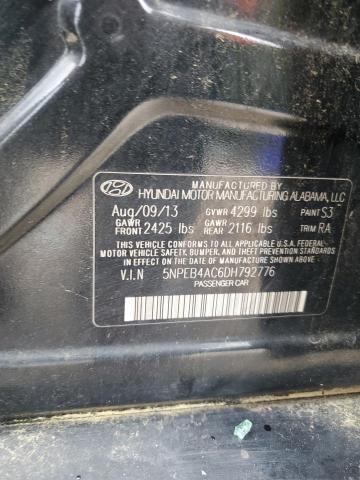 MANUFACTURED BY
HYUNDAI MOTOR MANUFACTURING ALABAMA, LLC
Aug/09/13 GVWR 4299 lbs PAINT S3
GAWR FRONT 2425 lbs GAWR REAR 2116 lbs TRIM RA
THIS VEHICLE CONFORMS TO ALL APPLICABLE U.S.A. FEDERAL
MOTOR VEHICLE SAFETY, BUMPER, AND THEFT PREVENTION STANDARDS
IN EFFECT ON THE DATE OF MANUFACTURE SHOWN ABOVE.
V.I.N 5NPEB4AC6DH792776
PASSENGER CAR